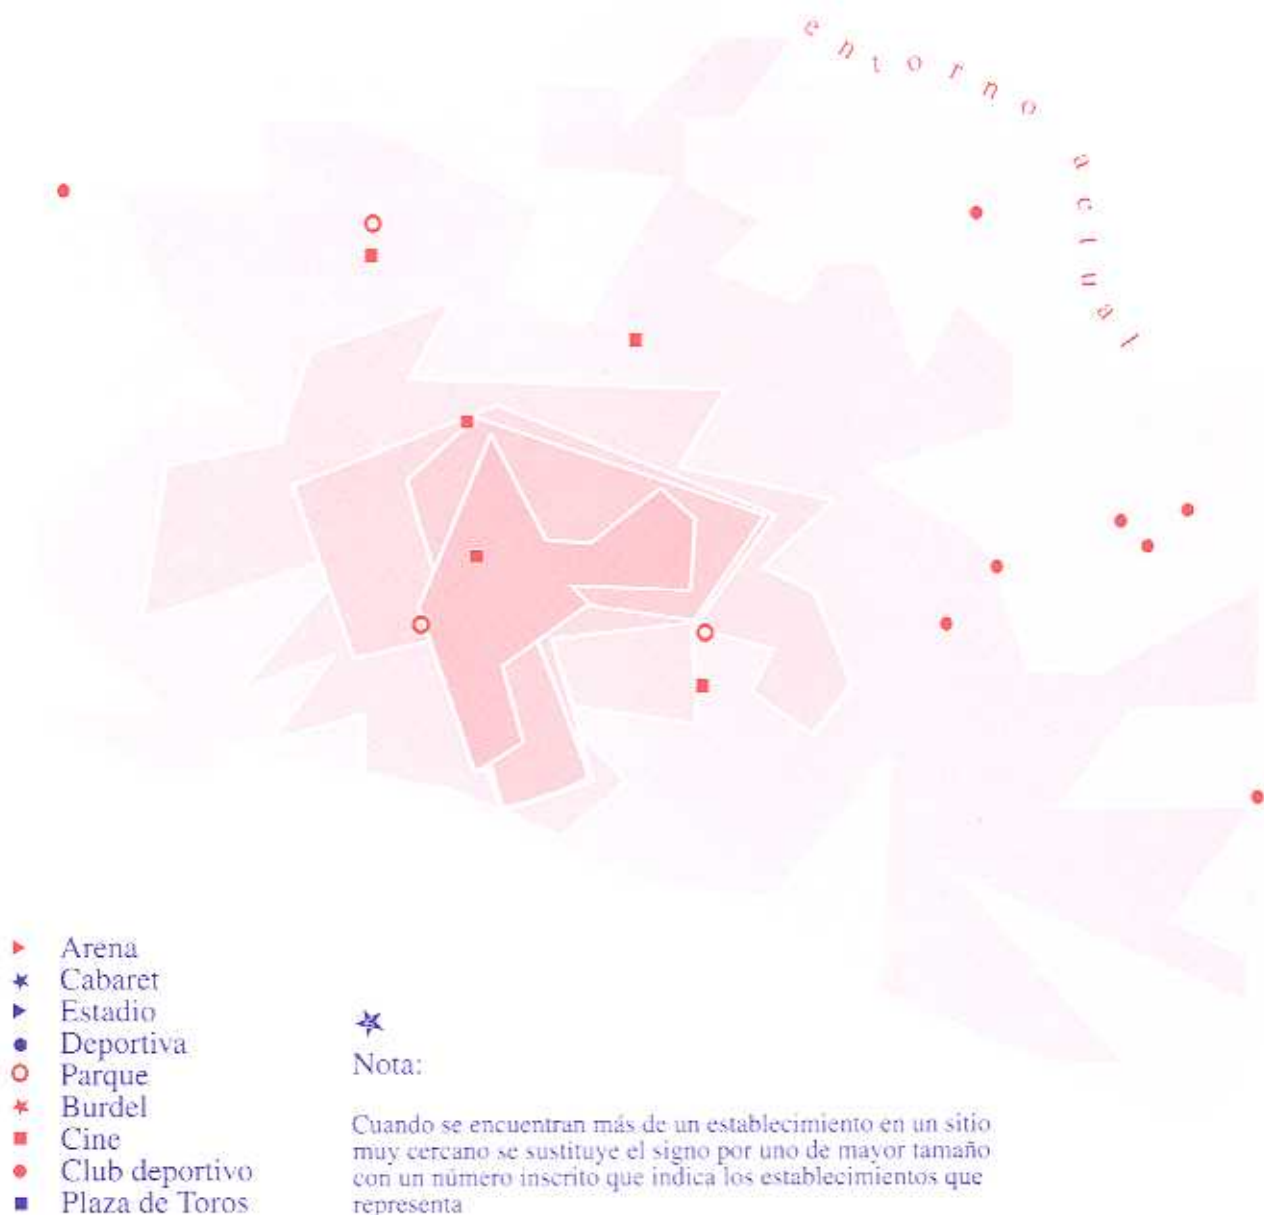 entorno actual
Arena
Cabaret
Estadio
Deportiva
Parque
Burdel
Cine
Club deportivo
Plaza de Toros
Nota:
Cuando se encuentran más de un establecimiento en un sitio
muy cercano se sustituye el signo por uno de mayor tamaño
con un número inscrito que indica los establecimientos que
representa